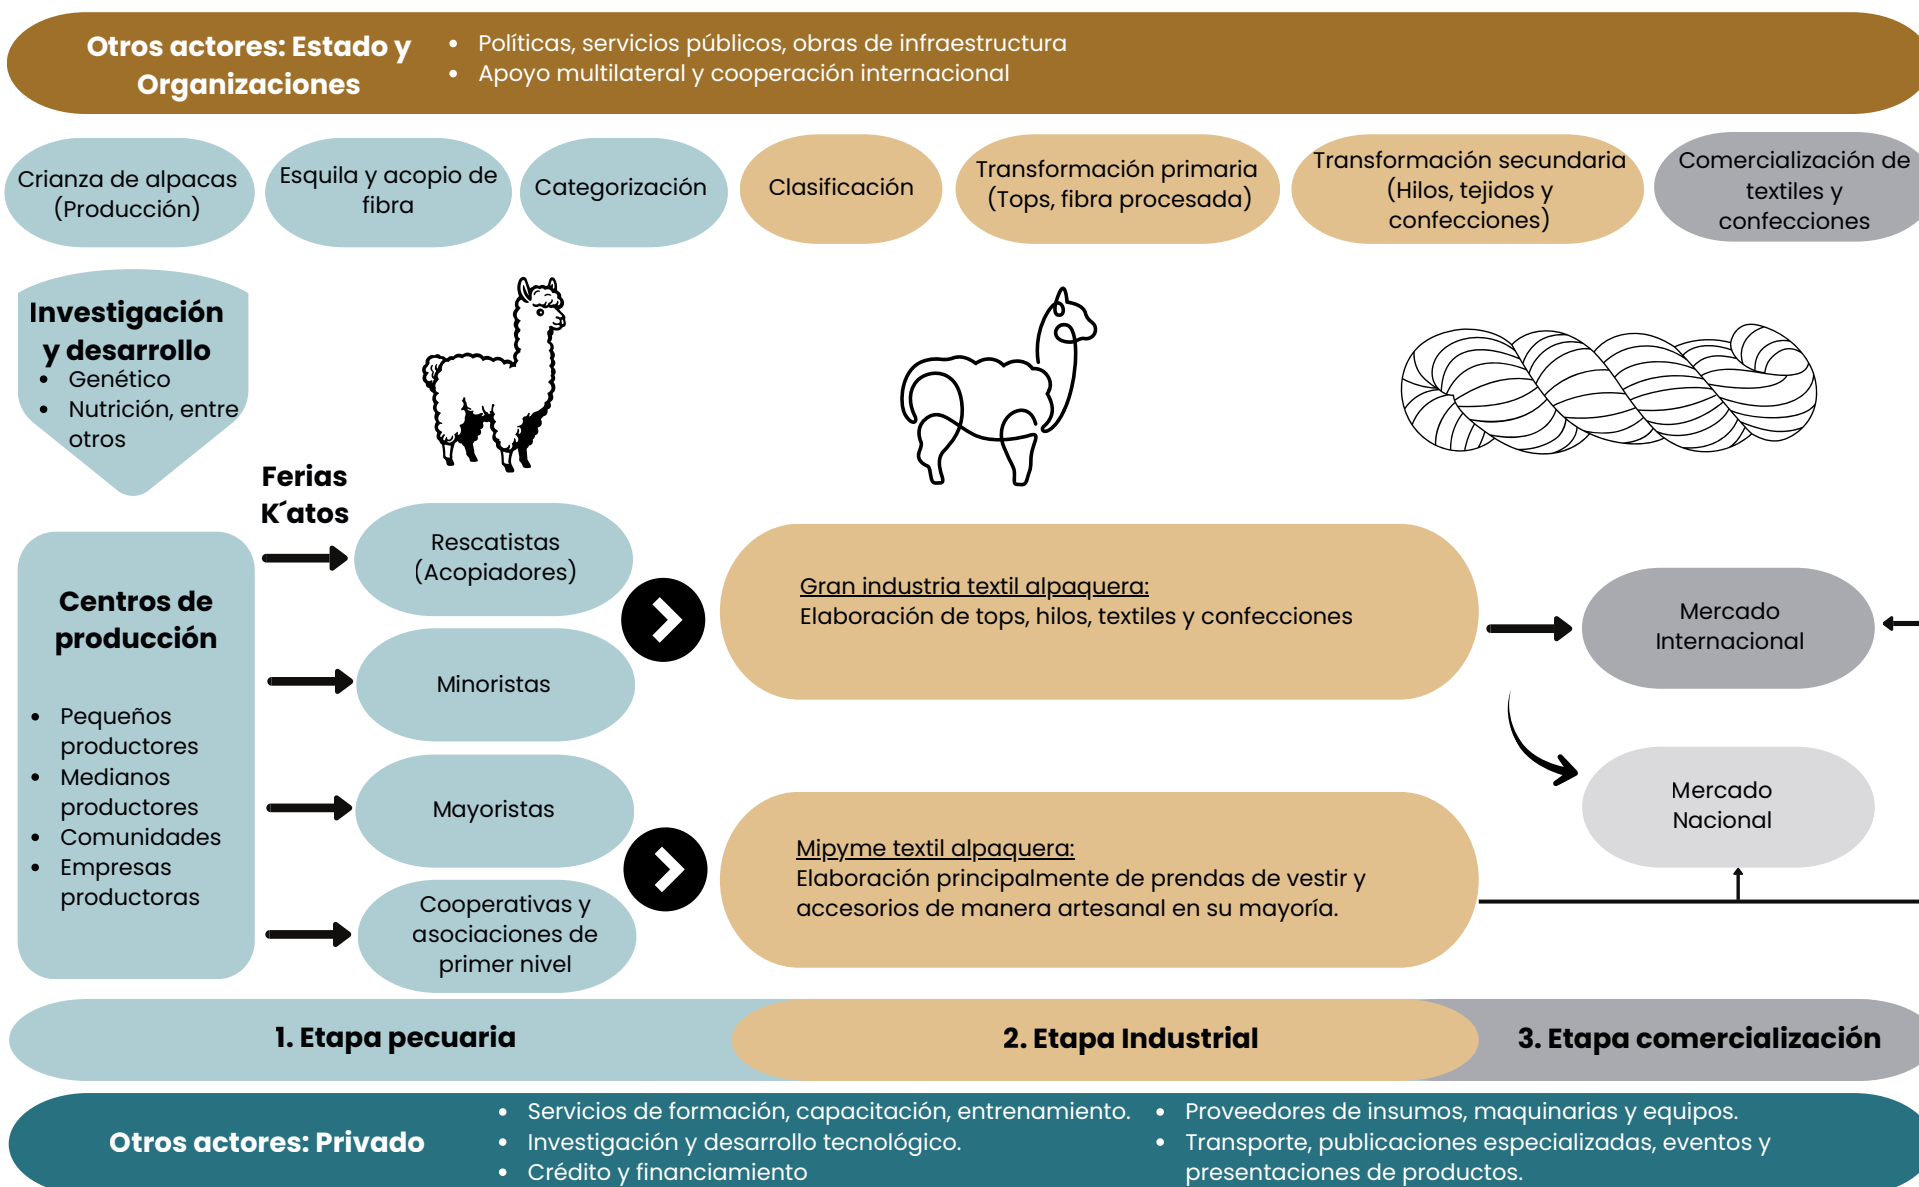 Otros actores: Estado y
Organizaciones
• Políticas, servicios públicos, obras de infraestructura
• Apoyo multilateral y cooperación internacional
Crianza de alpacas
(Producción)
Esquila y acopio de
fibra
Categorización
Clasificación
Transformación primaria
(Tops, fibra procesada)
Transformación secundaria
(Hilos, tejidos y
confecciones)
Comercialización de
textiles y
confecciones
Investigación
y desarrollo
• Genético
• Nutrición, entre
otros
Ferias
K´atos
Centros de
producción
• Pequeños
productores
• Medianos
productores
• Comunidades
• Empresas
productoras
Rescatistas
(Acopiadores)
Minoristas
Mayoristas
Cooperativas y
asociaciones de
primer nivel
Gran industria textil alpaquera:
Elaboración de tops, hilos, textiles y confecciones
Mipyme textil alpaquera:
Elaboración principalmente de prendas de vestir y
accesorios de manera artesanal en su mayoría.
Mercado
Internacional
Mercado
Nacional
1. Etapa pecuaria
2. Etapa Industrial
3. Etapa comercialización
Otros actores: Privado
• Servicios de formación, capacitación, entrenamiento.
• Investigación y desarrollo tecnológico.
• Crédito y financiamiento
• Proveedores de insumos, maquinarias y equipos.
• Transporte, publicaciones especializadas, eventos y
presentaciones de productos.